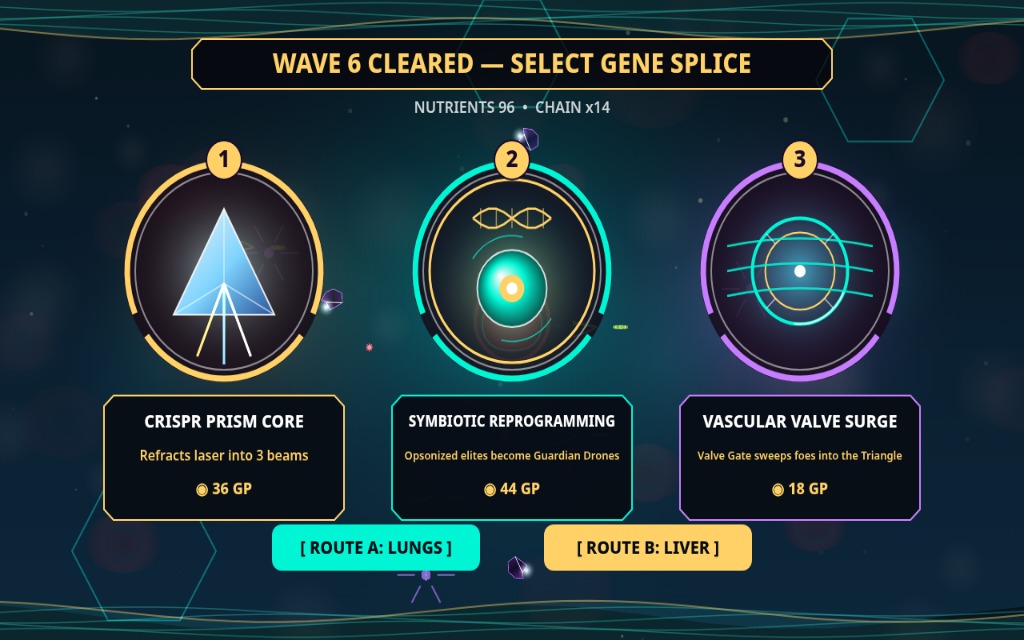 WAVE 6 CLEARED — SELECT GENE SPLICE
NUTRIENTS 96 • CHAIN x14
1
2
3
CRISPR PRISM CORE
Refracts laser into 3 beams
◉ 36 GP
SYMBIOTIC REPROGRAMMING
Opsonized elites become Guardian Drones
◉ 44 GP
VASCULAR VALVE SURGE
Valve Gate sweeps foes into the Triangle
◉ 18 GP
[ ROUTE A: LUNGS ]
[ ROUTE B: LIVER ]